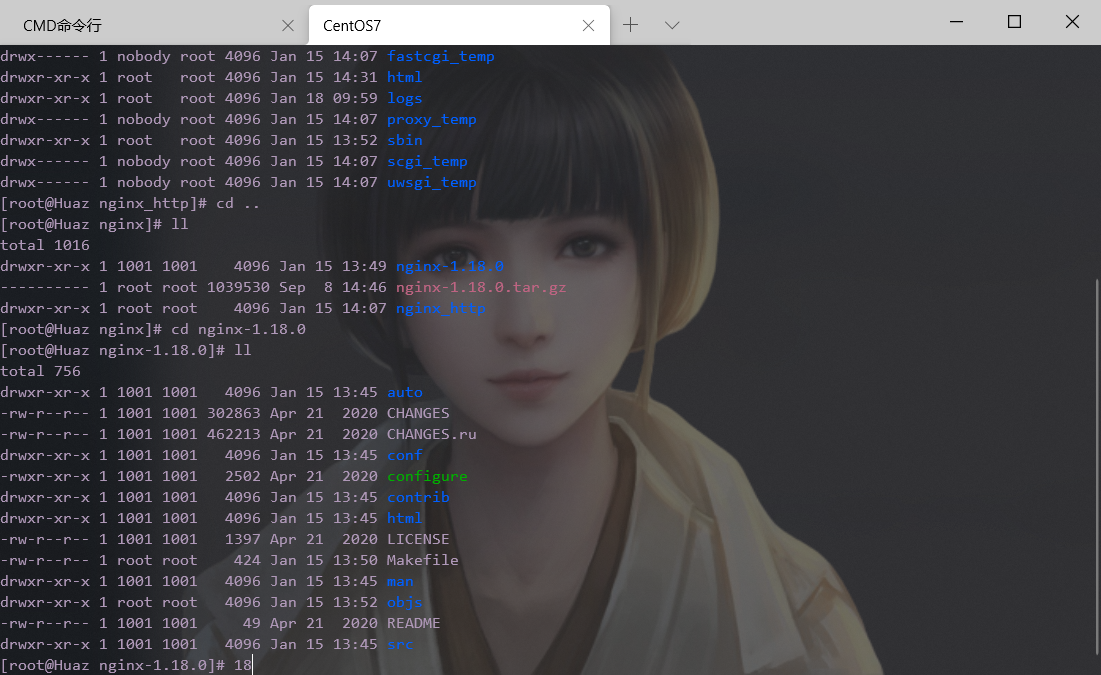 CMD命令行 CentOS7
drwx------ 1 nobody root 4096 Jan 15 14:07 fastcgi_temp
drwxr-xr-x 1 root   root 4096 Jan 15 14:31 html
drwxr-xr-x 1 root   root 4096 Jan 18 09:59 logs
drwx------ 1 nobody root 4096 Jan 15 14:07 proxy_temp
drwxr-xr-x 1 root   root 4096 Jan 15 13:52 sbin
drwx------ 1 nobody root 4096 Jan 15 14:07 scgi_temp
drwx------ 1 nobody root 4096 Jan 15 14:07 uwsgi_temp
[root@Huaz nginx_http]# cd ..
[root@Huaz nginx]# ll
total 1016
drwxr-xr-x 1 1001 1001    4096 Jan 15 13:49 nginx-1.18.0
---------- 1 root root 1039530 Sep  8 14:46 nginx-1.18.0.tar.gz
drwxr-xr-x 1 root root    4096 Jan 15 14:07 nginx_http
[root@Huaz nginx]# cd nginx-1.18.0
[root@Huaz nginx-1.18.0]# ll
total 756
drwxr-xr-x 1 1001 1001   4096 Jan 15 13:45 auto
-rw-r--r-- 1 1001 1001 302863 Apr 21  2020 CHANGES
-rw-r--r-- 1 1001 1001 462213 Apr 21  2020 CHANGES.ru
drwxr-xr-x 1 1001 1001   4096 Jan 15 13:45 conf
-rwxr-xr-x 1 1001 1001   2502 Apr 21  2020 configure
drwxr-xr-x 1 1001 1001   4096 Jan 15 13:45 contrib
drwxr-xr-x 1 1001 1001   4096 Jan 15 13:45 html
-rw-r--r-- 1 1001 1001   1397 Apr 21  2020 LICENSE
-rw-r--r-- 1 root root    424 Jan 15 13:50 Makefile
drwxr-xr-x 1 1001 1001   4096 Jan 15 13:45 man
drwxr-xr-x 1 root root   4096 Jan 15 13:52 objs
-rw-r--r-- 1 1001 1001     49 Apr 21  2020 README
drwxr-xr-x 1 1001 1001   4096 Jan 15 13:45 src
[root@Huaz nginx-1.18.0]# 18